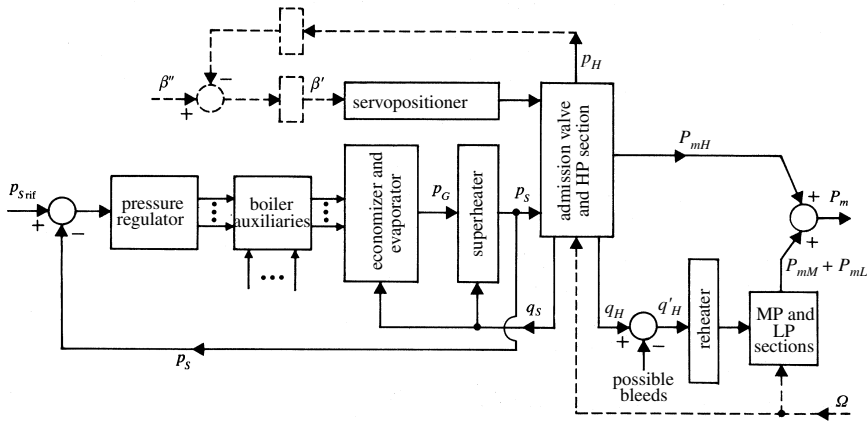 p_H
β″
−
+
β′
servopositioner
admission valve
and HP section
P_mH
p_s rif
+
−
pressure
regulator
boiler
auxiliaries
economizer and
evaporator
p_G
superheater
p_s
+
+
P_m
P_mM + P_mL
q_s
q_H
+
−
q'_H
reheater
MP and
LP
sections
possible
bleeds
p_s
Ω